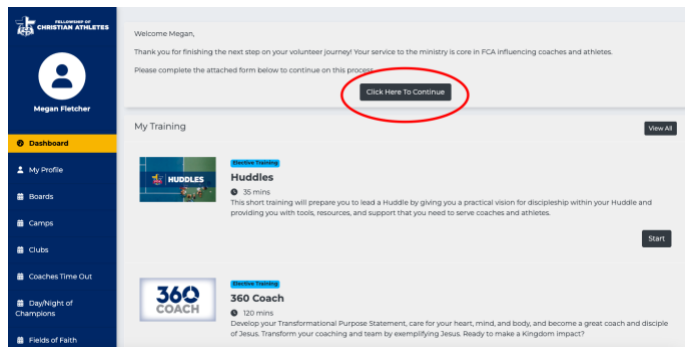 FELLOWSHIP OF
CHRISTIAN ATHLETES
Megan Fletcher
Dashboard
My Profile
Boards
Camps
Clubs
Coaches Time Out
Day/Night of
Champions
Fields of Faith
Welcome Megan,
Thank you for finishing the next step on your volunteer journey! Your service to the ministry is core in FCA influencing coaches and athletes.
Please complete the attached form below to continue on this process
Click Here To Continue
My Training
View All
HUDDLES
Elective Training
Huddles
35 mins
This short training will prepare you to lead a Huddle by giving you a practical vision for discipleship within your Huddle and
providing you with tools, resources, and support that you need to serve coaches and athletes.
Start
360
COACH
Elective Training
360 Coach
120 mins
Develop your Transformational Purpose Statement, care for your heart, mind, and body, and become a great coach and disciple
of Jesus. Transform your coaching and team by exemplifying Jesus. Ready to make a Kingdom impact?